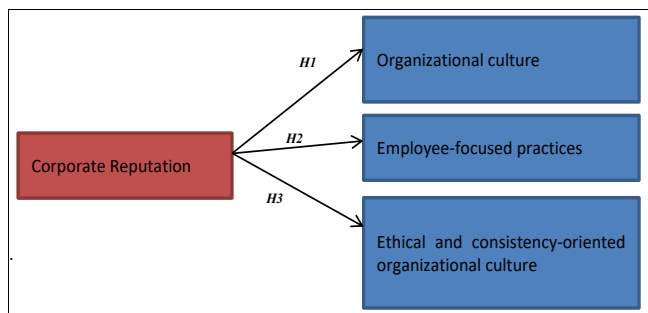 H1
Organizational culture
H2
Employee-focused practices
Corporate Reputation
H3
Ethical and consistency-oriented
organizational culture
.